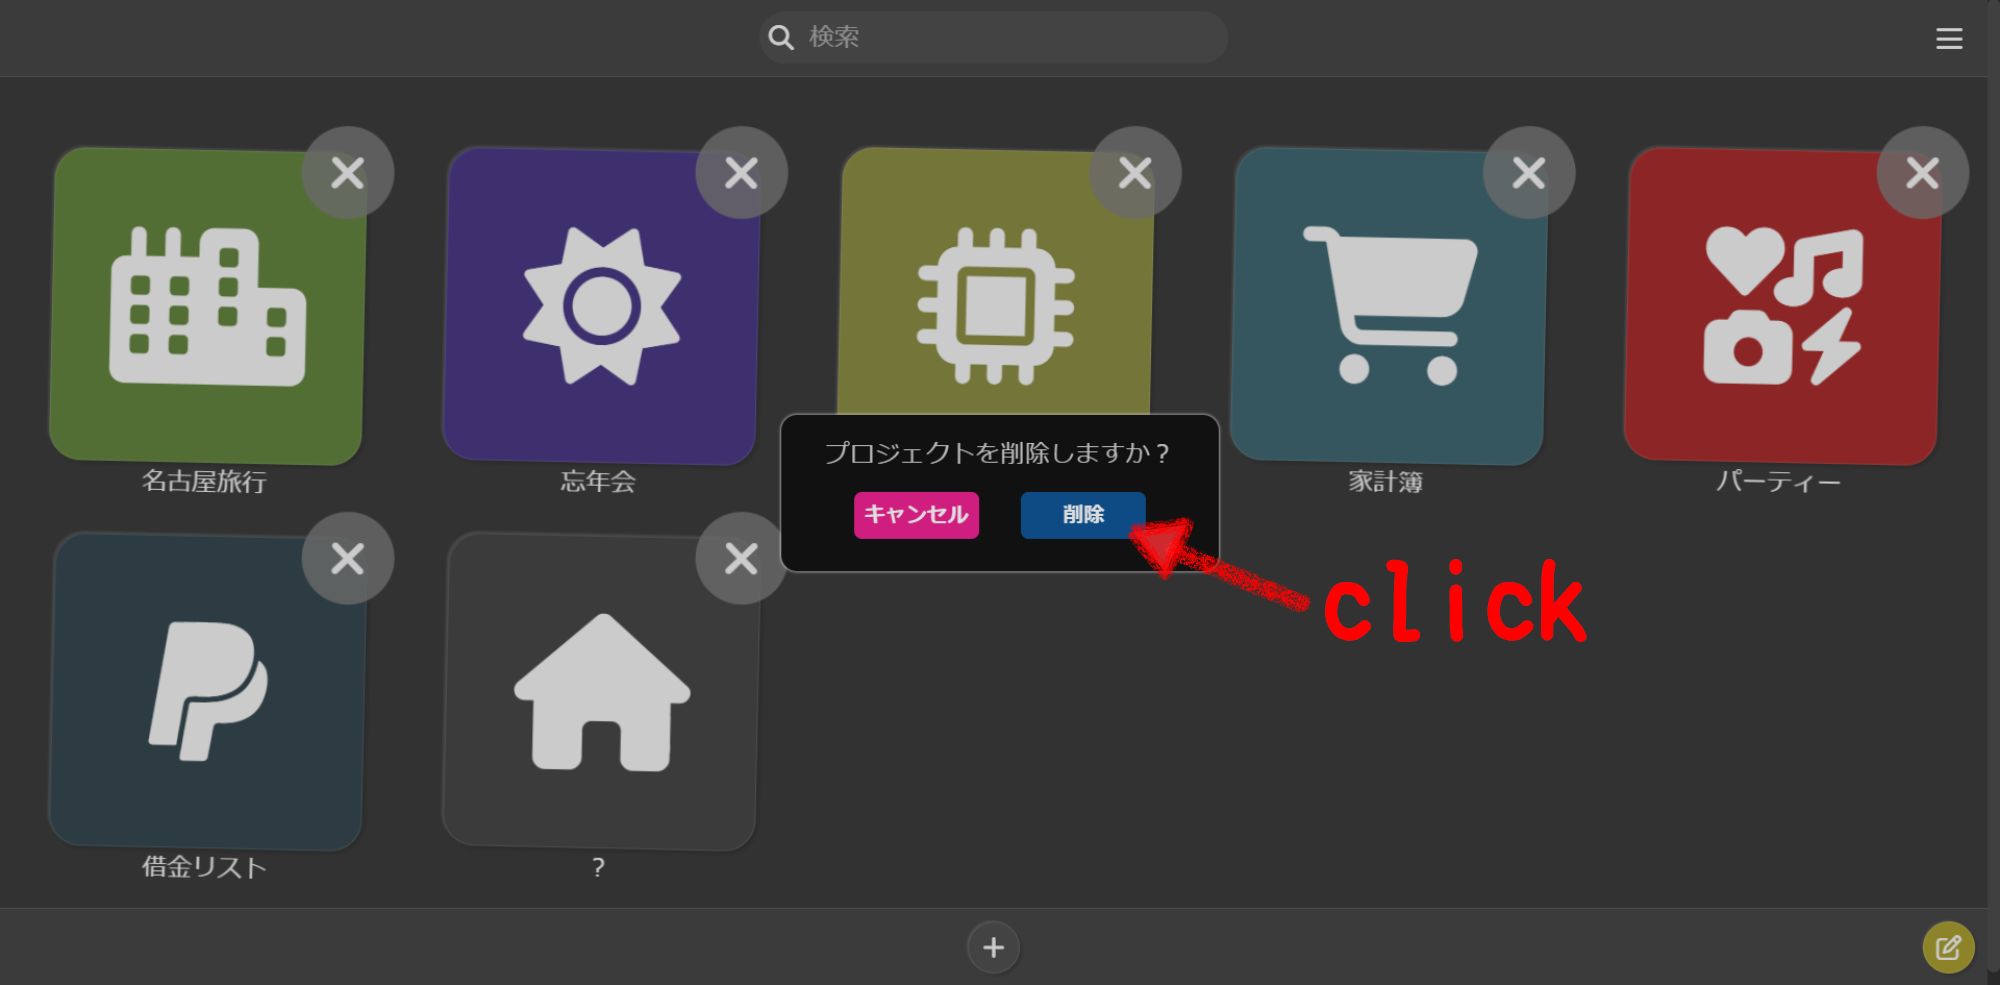 検索
プロジェクトを削除しますか？
キャンセル
削除
click
名古屋旅行
忘年会
家計簿
パーティー
借金リスト
？